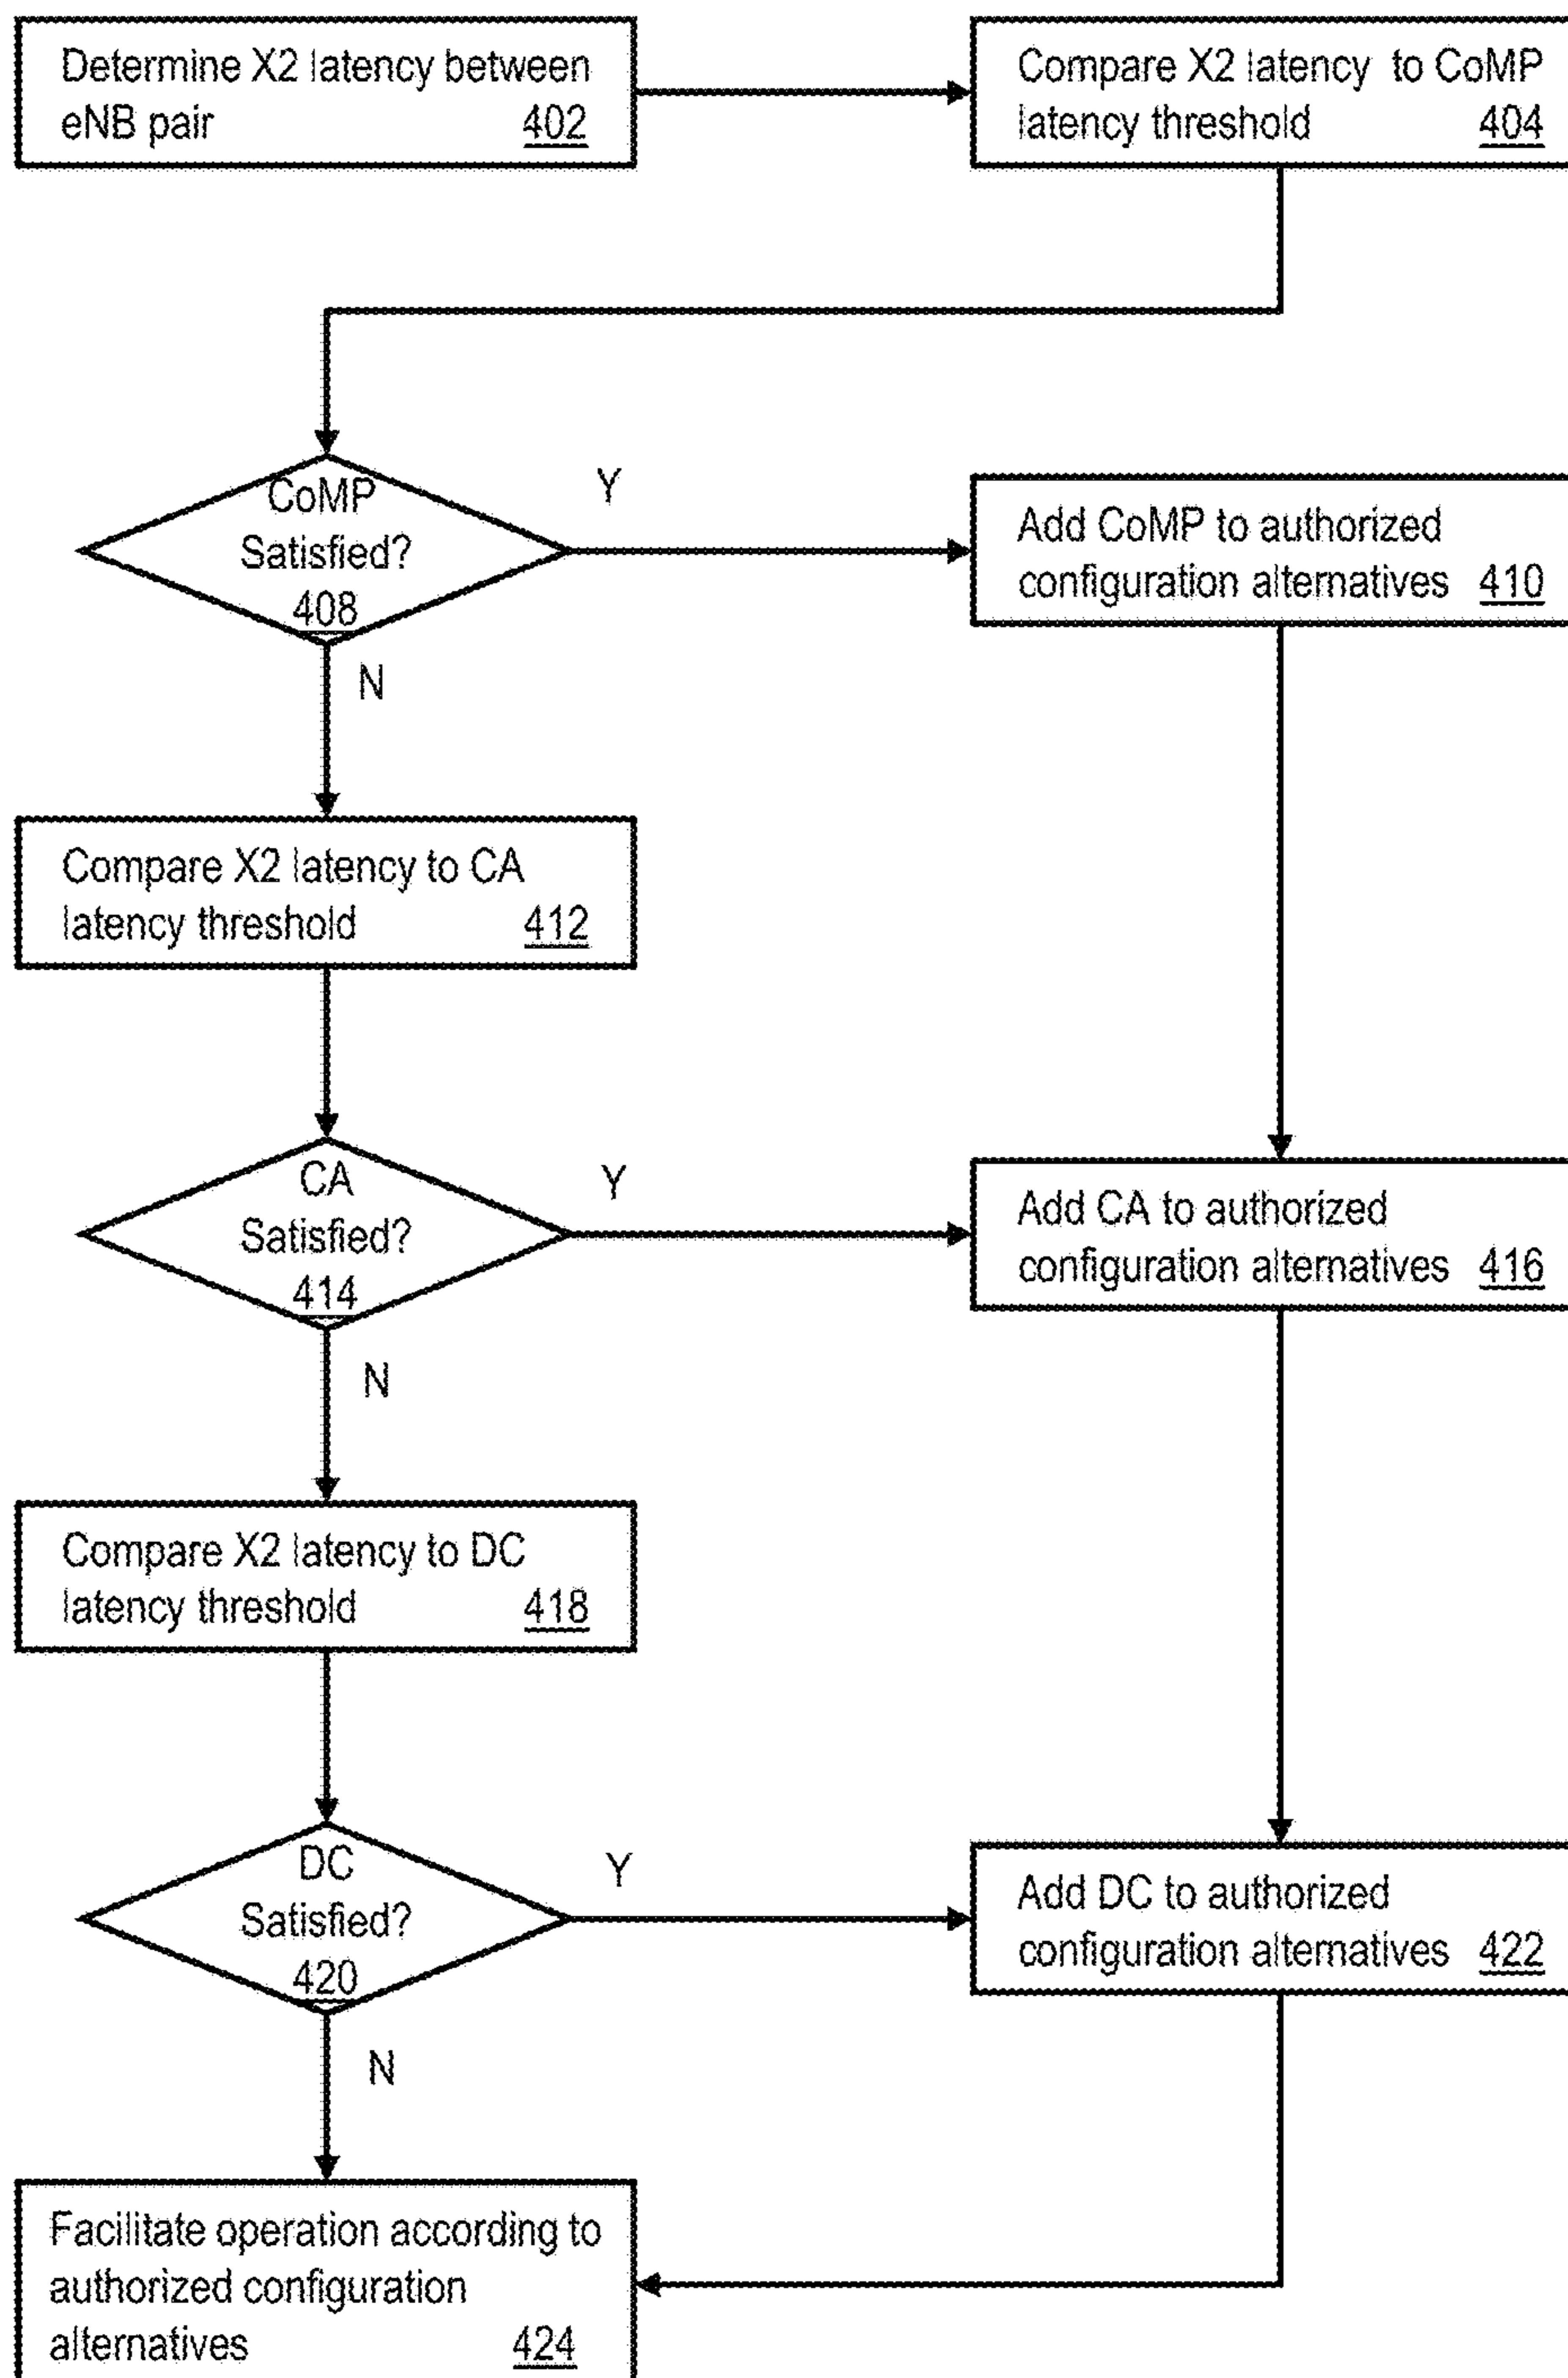 Determine X2 latency between
eNB pair 402
Compare X2 latency to CoMP
latency threshold 404
CoMP
Satisfied?
408
Y
N
Add CoMP to authorized
configuration alternatives 410
Compare X2 latency to CA
latency threshold 412
CA
Satisfied?
414
Y
N
Add CA to authorized
configuration alternatives 416
Compare X2 latency to DC
latency threshold 418
DC
Satisfied?
420
Y
N
Add DC to authorized
configuration alternatives 422
Facilitate operation according to
authorized configuration
alternatives 424